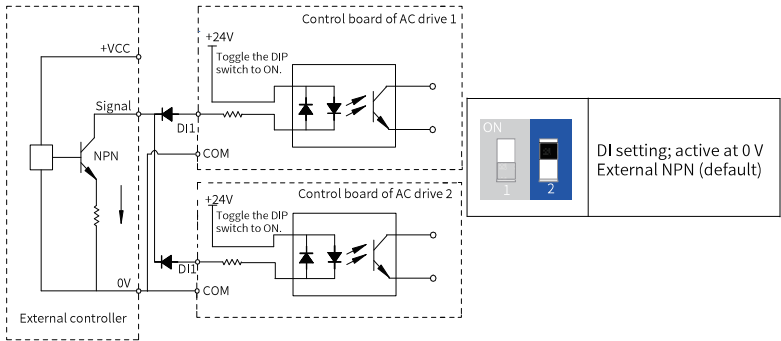 Control board of AC drive 1
+24V
Toggle the DIP
switch to ON.
+VCC
Signal
DI1
NPN
COM
Control board of AC drive 2
+24V
Toggle the DIP
switch to ON.
DI1
0V
COM
External controller
ON
1 2
DI setting; active at 0 V
External NPN (default)